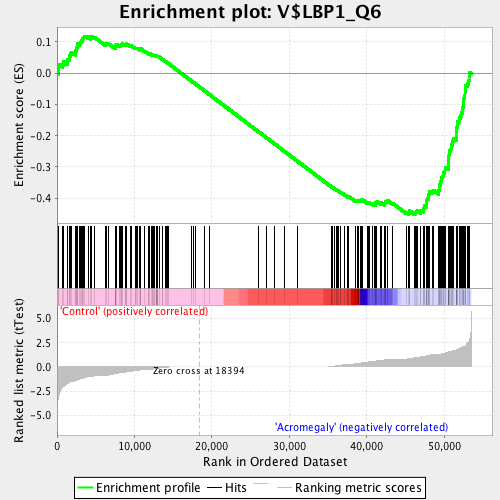 Enrichment plot: V$LBP1_Q6
Enrichment score (ES)
0.1
0.0
-0.1
-0.2
-0.3
-0.4
'Control' (positively correlated)
Ranked list metric (tTest)
5.0
2.5
0.0
-2.5
-5.0
Zero cross at 18394
'Acromegaly' (negatively correlated)
0
10,000
20,000
30,000
40,000
50,000
Rank in Ordered Dataset
Enrichment profile
Hits
Ranking metric scores